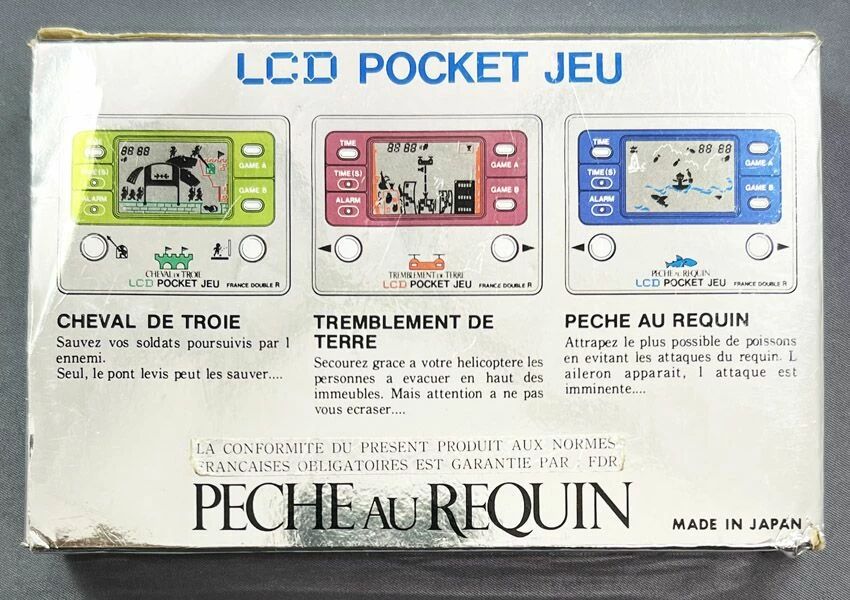 LCD POCKET JEU
TIME
TIME(S)
ALARM
GAME A
GAME B
88 88
CHEVAL DE TROIE
LCD POCKET JEU FRANCE DOUBLE R
TIME
TIME(S)
ALARM
GAME A
GAME B
88 88
TREMBLEMENT DE TERRE
LCD POCKET JEU FRANCE DOUBLE R
TIME
TIME(S)
ALARM
GAME A
GAME B
88 88
PECHE AU REQUIN
LCD POCKET JEU FRANCE DOUBLE R
CHEVAL DE TROIE
Sauvez vos soldats poursuivis par l
ennemi.
Seul, le pont levis peut les sauver....
TREMBLEMENT DE
TERRE
Secourez grace a votre helicoptere les
personnes a evacuer en haut des
immeubles. Mais attention a ne pas
vous ecraser....
PECHE AU REQUIN
Attrapez le plus possible de poissons
en evitant les attaques du requin. L
aileron apparait, l attaque est
imminente....
LA CONFORMITE DU PRESENT PRODUIT AUX NORMES
FRANCAISES OBLIGATOIRES EST GARANTIE PAR : FDR
PECHE AU REQUIN
MADE IN JAPAN